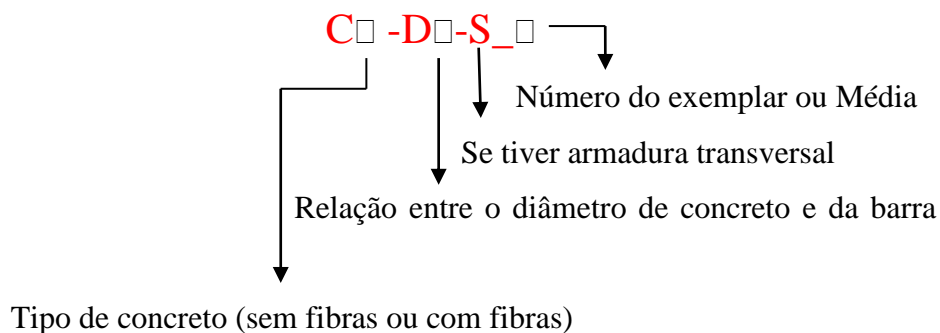 C□ -D□-S_□
Número do exemplar ou Média
Se tiver armadura transversal
Relação entre o diâmetro de concreto e da barra
Tipo de concreto (sem fibras ou com fibras)